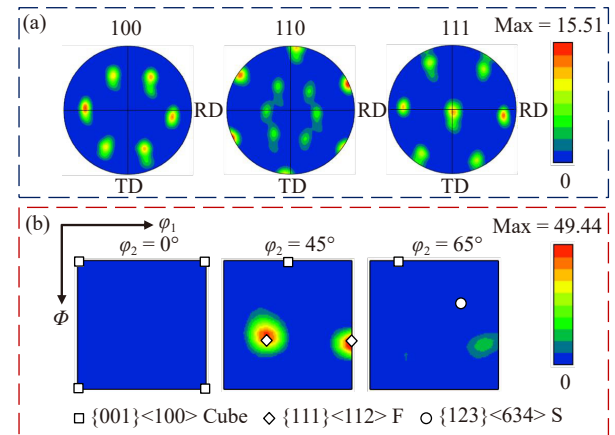 (a) 100 110 111 Max = 15.51
RD RD RD
TD TD TD 0
(b) φ₁ Max = 49.44
φ₂ = 0° φ₂ = 45° φ₂ = 65°
Φ
0
{001}<100> Cube {111}<112> F {123}<634> S